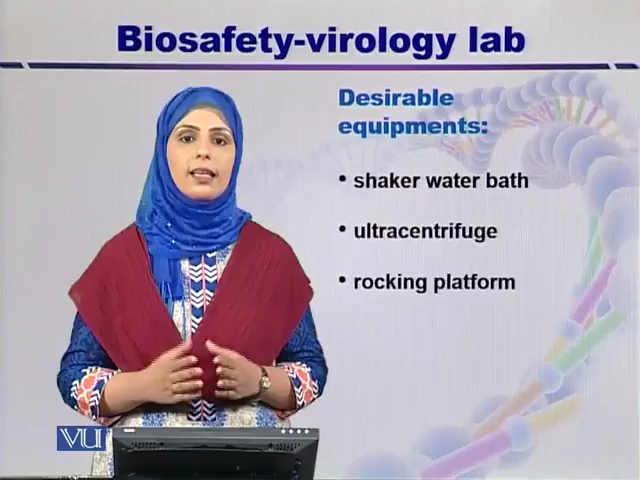 Biosafety-virology lab
Desirable
equipments:
• shaker water bath
• ultracentrifuge
• rocking platform
VU